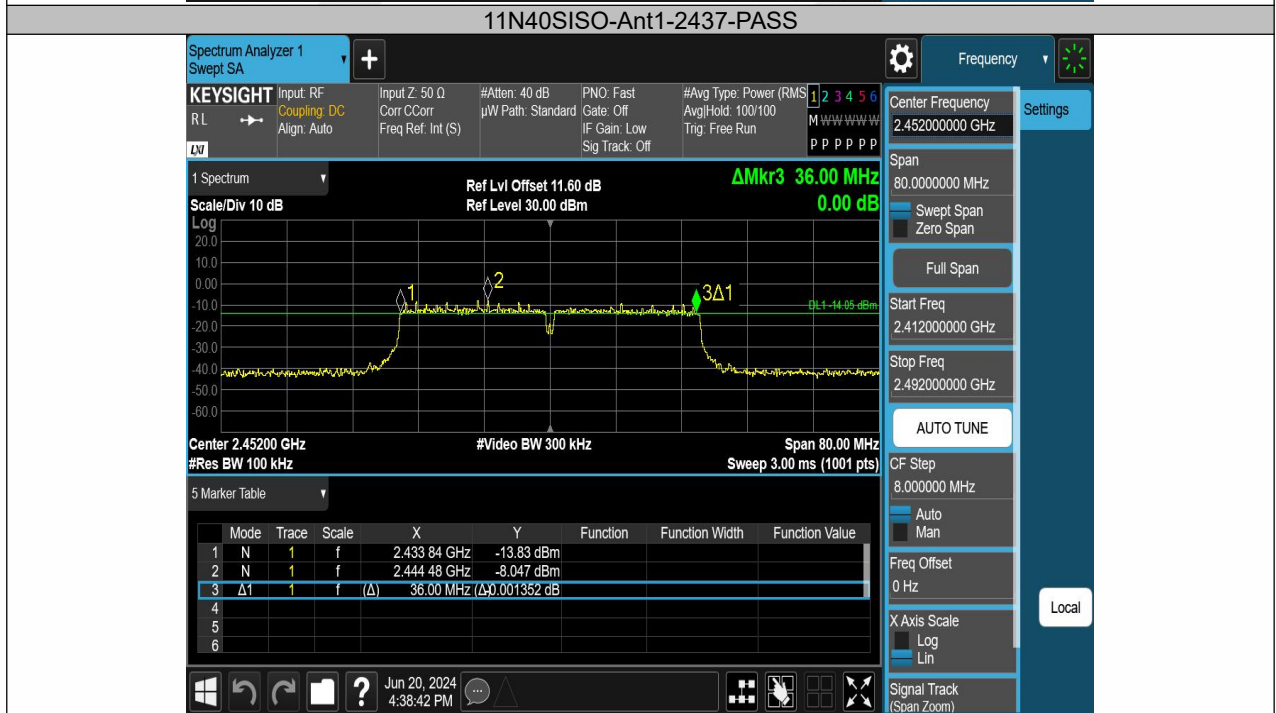 11N40SISO-Ant1-2437-PASS
Spectrum Analyzer 1
Swept SA
+
Frequency
KEYSIGHT
RL
LXI
Input: RF
Coupling: DC
Align: Auto
Input Z: 50 Ω
Corr CCorr
Freq Ref: Int (S)
#Atten: 40 dB
µW Path: Standard
PNO: Fast
Gate: Off
IF Gain: Low
Sig Track: Off
#Avg Type: Power (RMS
Avg|Hold: 100/100
Trig: Free Run
1 2 3 4 5 6
M W W W W W
P P P P P P
1 Spectrum
Scale/Div 10 dB
Ref Lvl Offset 11.60 dB
Ref Level 30.00 dBm
ΔMkr3 36.00 MHz
0.00 dB
Log
20.0
10.0
0.00
-10.0
-20.0
-30.0
-40.0
-50.0
-60.0
1
2
3Δ1
DL1 -14.05 dBm
Center 2.45200 GHz
#Video BW 300 kHz
Span 80.00 MHz
#Res BW 100 kHz
Sweep 3.00 ms (1001 pts)
5 Marker Table
Mode Trace Scale X Y Function Function Width Function Value
1 N 1 f 2.433 84 GHz -13.83 dBm
2 N 1 f 2.444 48 GHz -8.047 dBm
3 Δ1 1 f (Δ) 36.00 MHz (Δ) -0.001352 dB
4
5
6
?
Jun 20, 2024
4:38:42 PM
Center Frequency
2.452000000 GHz
Settings
Span
80.0000000 MHz
Swept Span
Zero Span
Full Span
Start Freq
2.412000000 GHz
Stop Freq
2.492000000 GHz
AUTO TUNE
CF Step
8.000000 MHz
Auto
Man
Freq Offset
0 Hz
Local
X Axis Scale
Log
Lin
Signal Track
(Span Zoom)